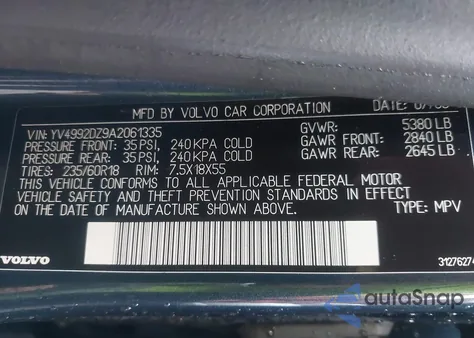 MFD BY VOLVO CAR CORPORATION DATE:
VIN: YV4992DZ9A2061335 GVWR: 5380 LB
PRESSURE FRONT: 35 PSI, 240 KPA COLD GAWR FRONT: 2840 LB
PRESSURE REAR: 35 PSI, 240 KPA COLD GAWR REAR: 2645 LB
TIRES: 235/60R18 RIM: 7.5X18X55
THIS VEHICLE CONFORMS TO ALL APPLICABLE FEDERAL MOTOR
VEHICLE SAFETY AND THEFT PREVENTION STANDARDS IN EFFECT
ON THE DATE OF MANUFACTURE SHOWN ABOVE. TYPE: MPV
VOLVO 3127627
autoSnap